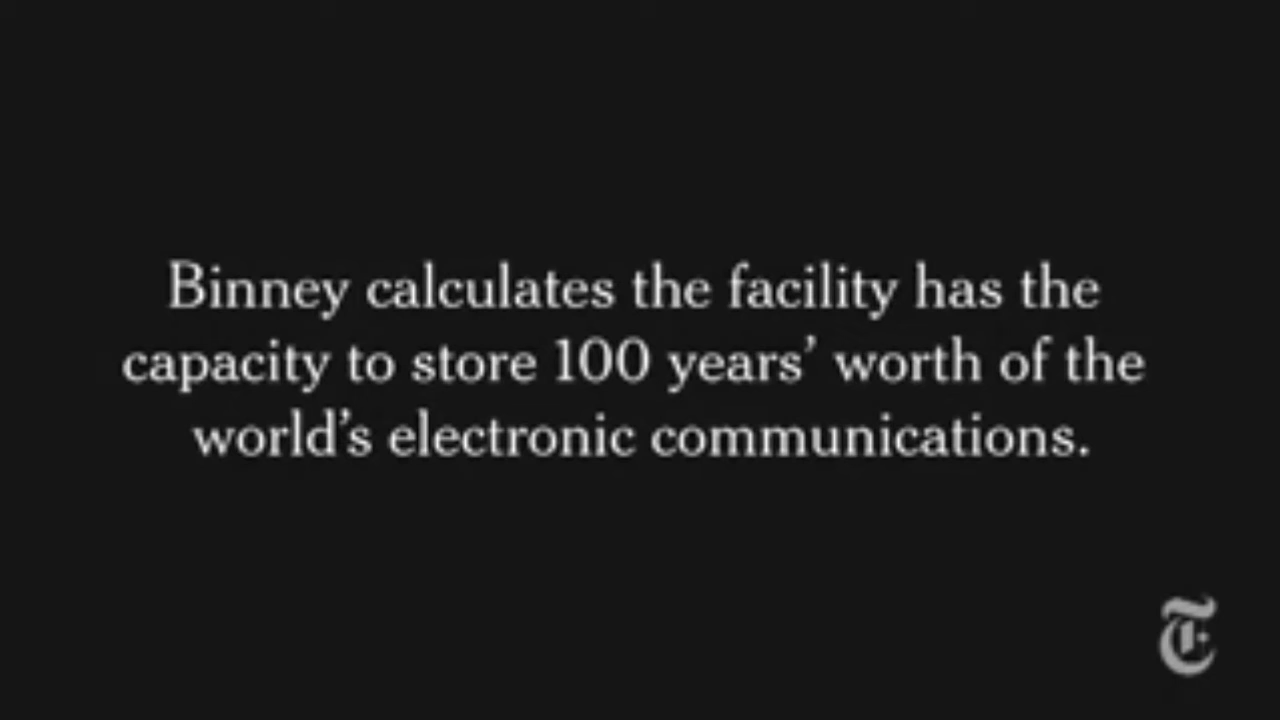 Binney calculates the facility has the
capacity to store 100 years’ worth of the
world’s electronic communications.
T